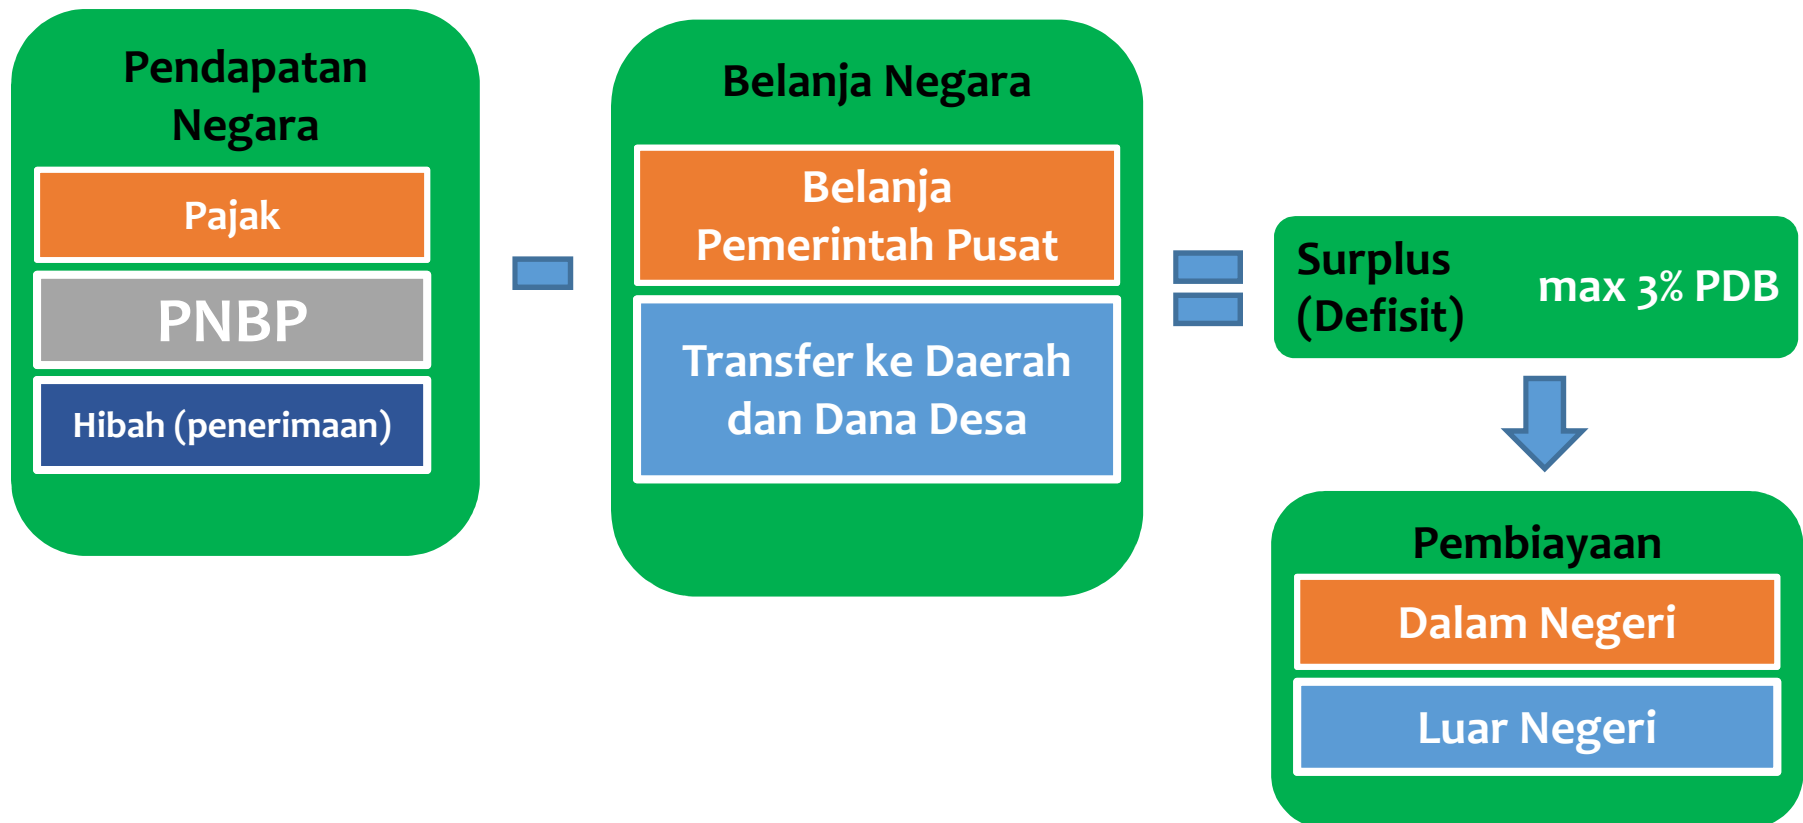 Pendapatan
Negara
Pajak
PNBP
Hibah (penerimaan)
Belanja Negara
Belanja
Pemerintah Pusat
Transfer ke Daerah
dan Dana Desa
Surplus
(Defisit)
max 3% PDB
Pembiayaan
Dalam Negeri
Luar Negeri